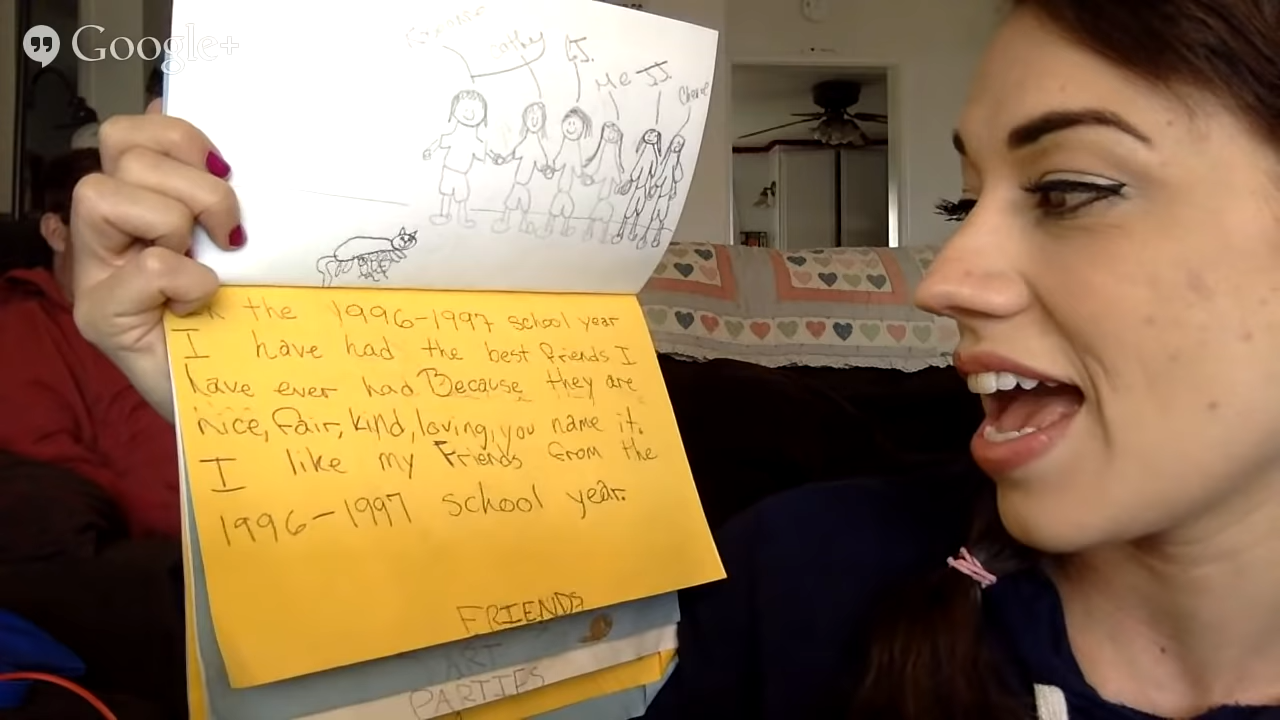 Google+
C.J.
Me
JJ.
the 1996-1997 school year
I have had the best friends I
have ever had Because they are
Nice, Fair, kind, loving, you name it.
I like my Friends from the
1996-1997 school year.
FRIENDS
ART
PARTIES